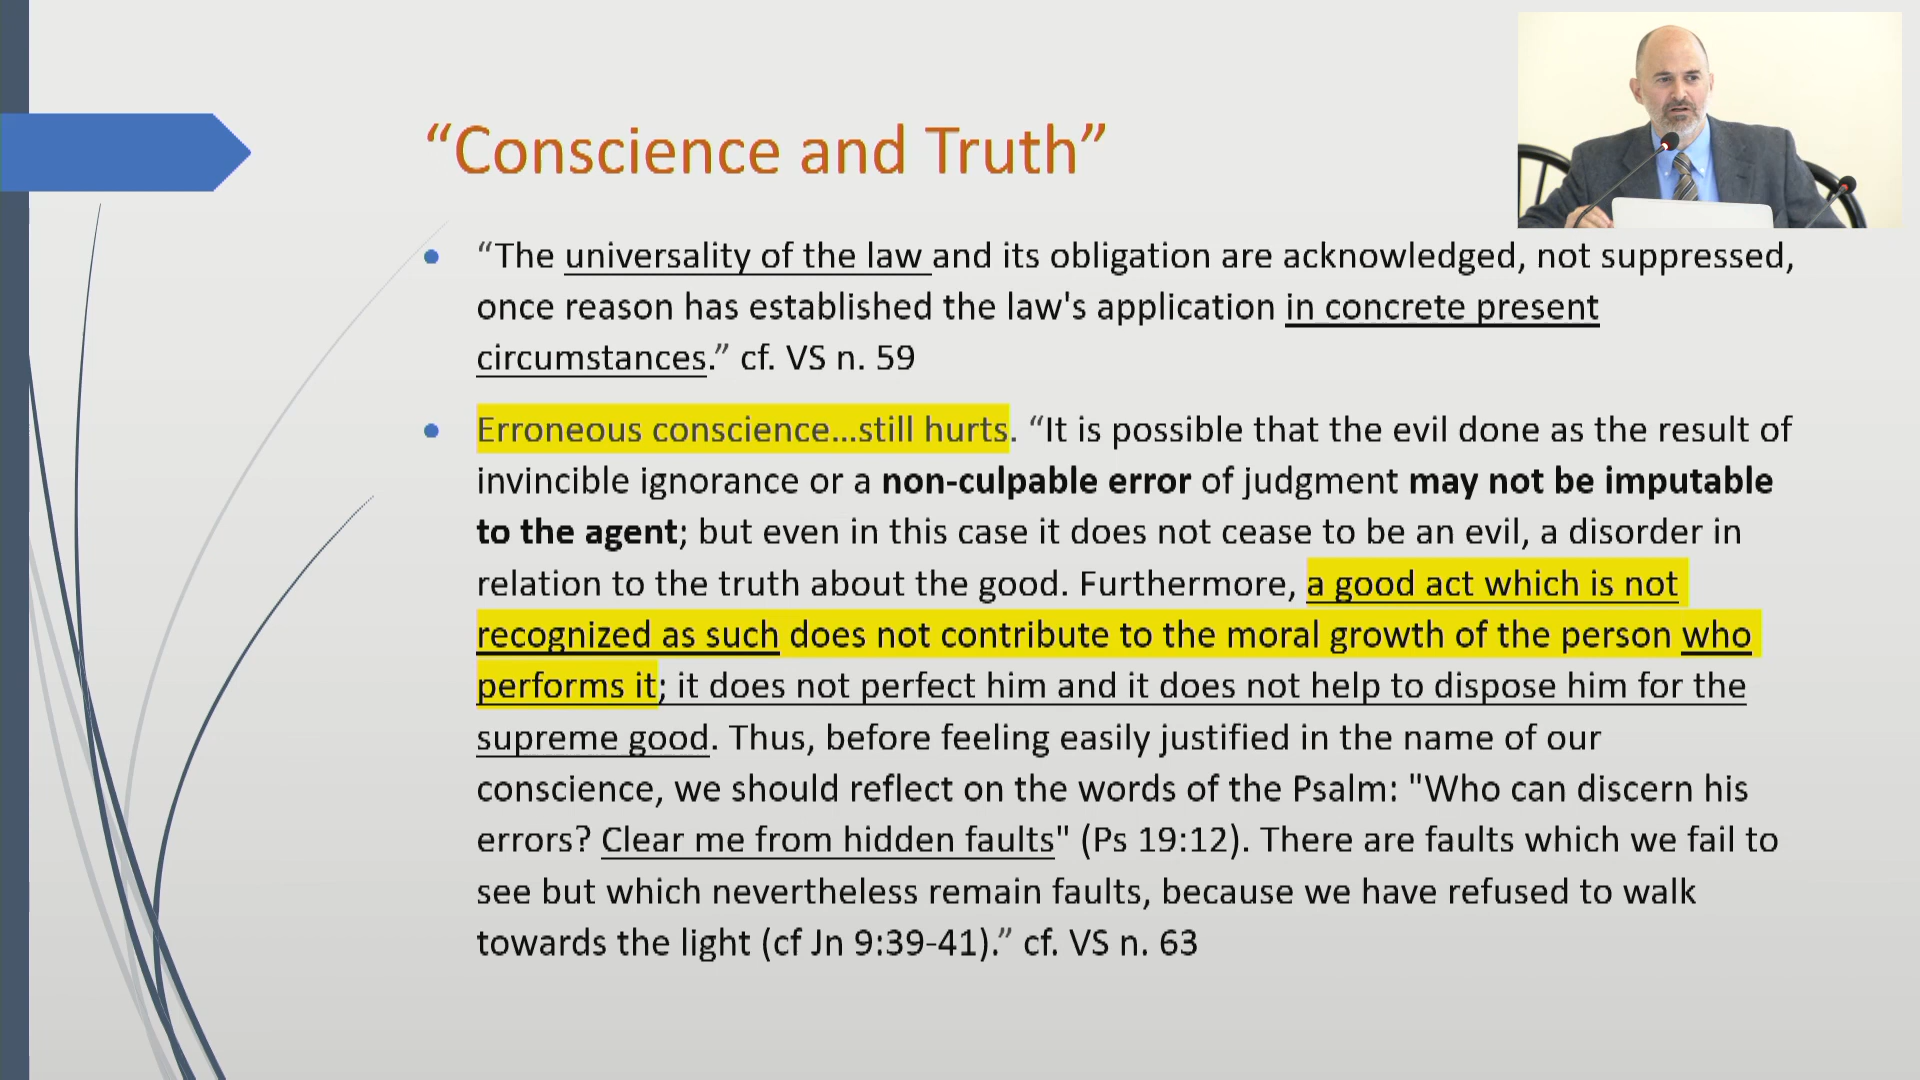 “Conscience and Truth”
“The universality of the law and its obligation are acknowledged, not suppressed,
once reason has established the law's application in concrete present
circumstances.” cf. VS n. 59
Erroneous conscience...still hurts. “It is possible that the evil done as the result of
invincible ignorance or a non-culpable error of judgment may not be imputable
to the agent; but even in this case it does not cease to be an evil, a disorder in
relation to the truth about the good. Furthermore, a good act which is not
recognized as such does not contribute to the moral growth of the person who
performs it; it does not perfect him and it does not help to dispose him for the
supreme good. Thus, before feeling easily justified in the name of our
conscience, we should reflect on the words of the Psalm: "Who can discern his
errors? Clear me from hidden faults" (Ps 19:12). There are faults which we fail to
see but which nevertheless remain faults, because we have refused to walk
towards the light (cf Jn 9:39-41).” cf. VS n. 63